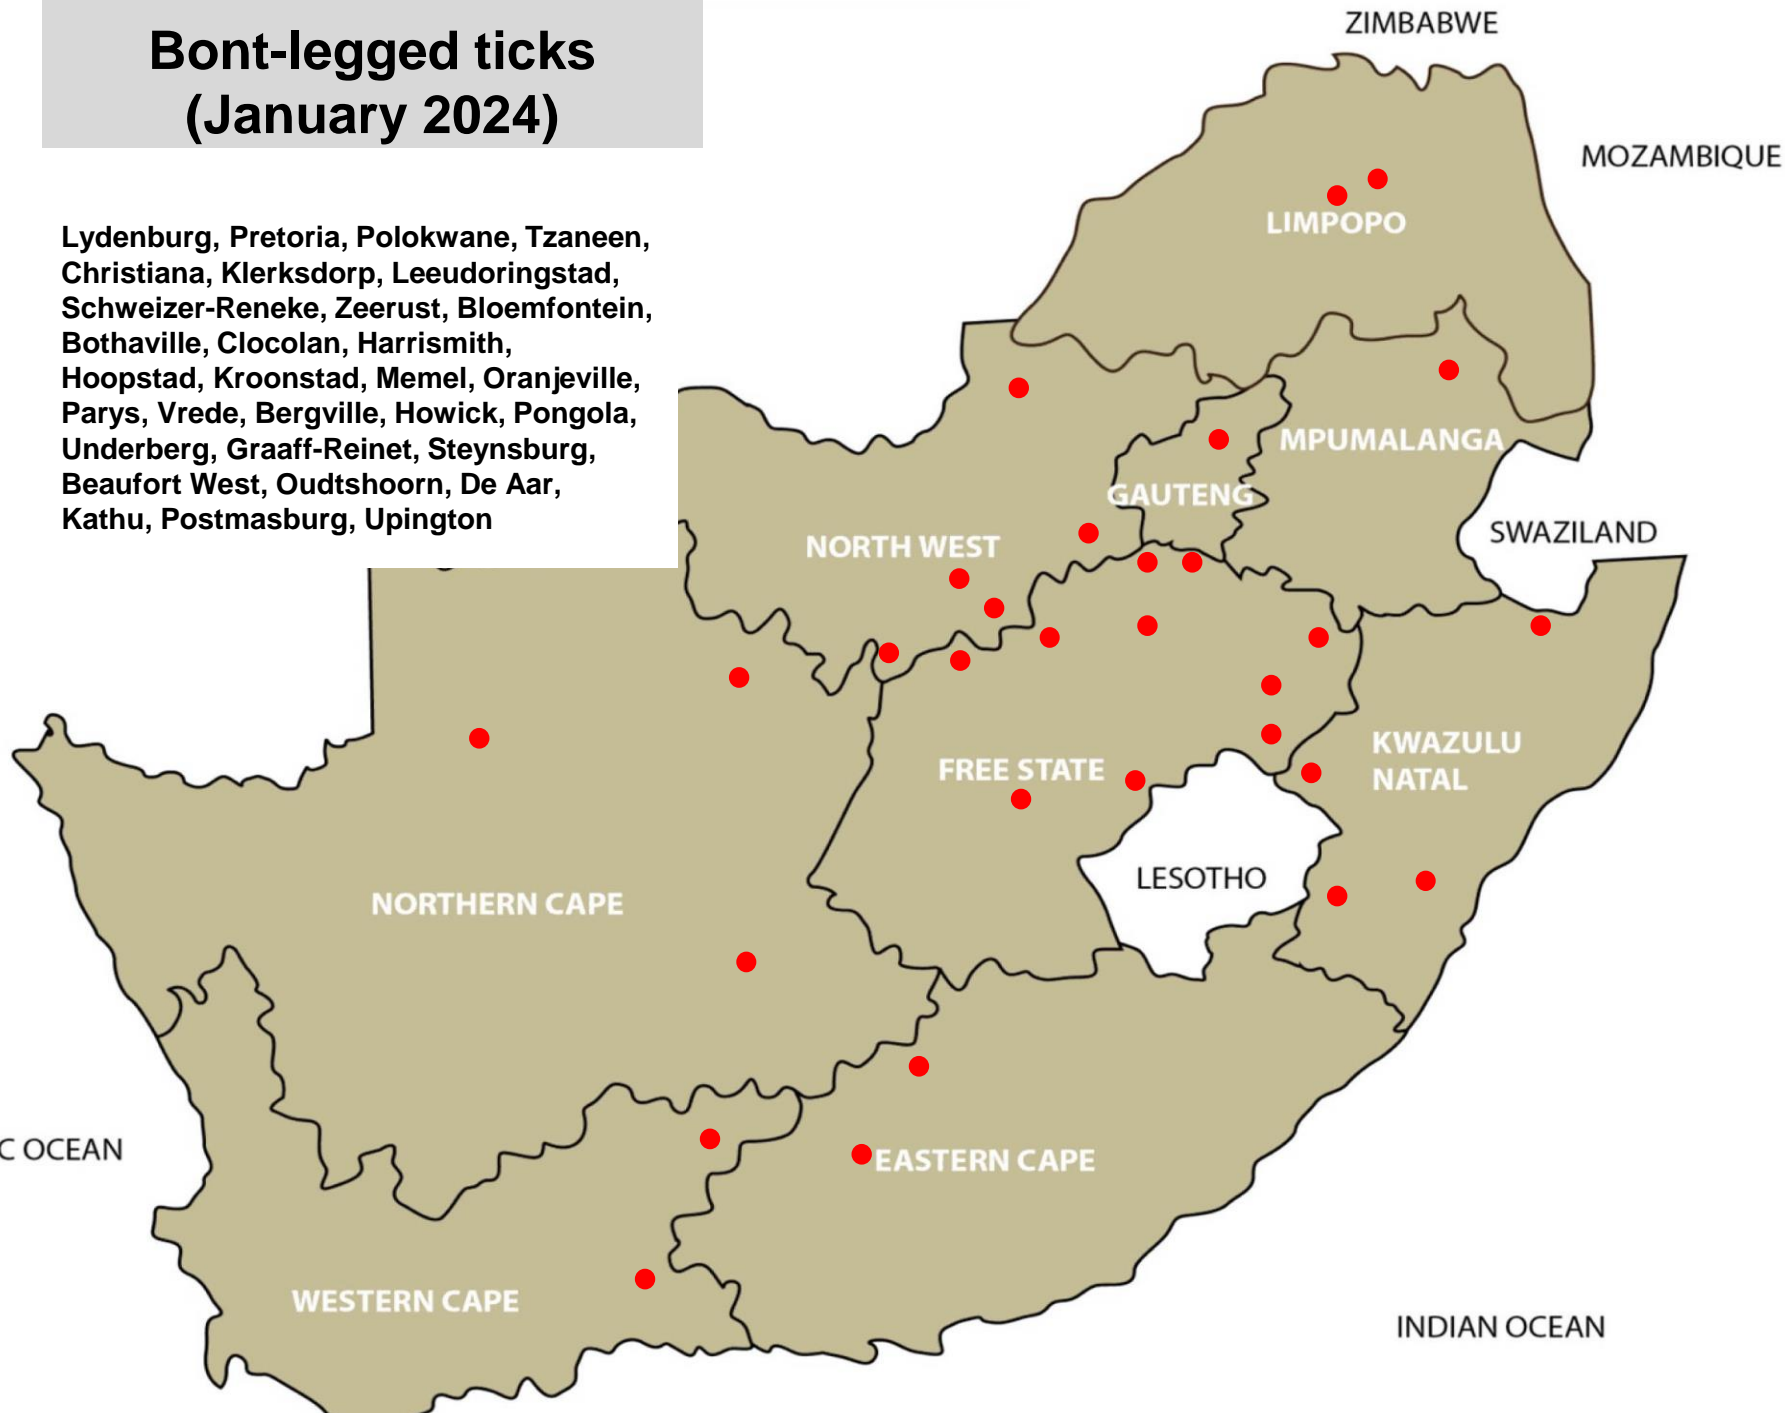 Bont-legged ticks
(January 2024)
Lydenburg, Pretoria, Polokwane, Tzaneen,
Christiana, Klerksdorp, Leeudoringstad,
Schweizer-Reneke, Zeerust, Bloemfontein,
Bothaville, Clocolan, Harrismith,
Hoopstad, Kroonstad, Memel, Oranjeville,
Parys, Vrede, Bergville, Howick, Pongola,
Underberg, Graaff-Reinet, Steynsburg,
Beaufort West, Oudtshoorn, De Aar,
Kathu, Postmasburg, Upington
ZIMBABWE
MOZAMBIQUE
LIMPOPO
MPUMALANGA
GAUTENG
SWAZILAND
NORTH WEST
KWAZULU
NATAL
FREE STATE
LESOTHO
NORTHERN CAPE
C OCEAN
EASTERN CAPE
WESTERN CAPE
INDIAN OCEAN